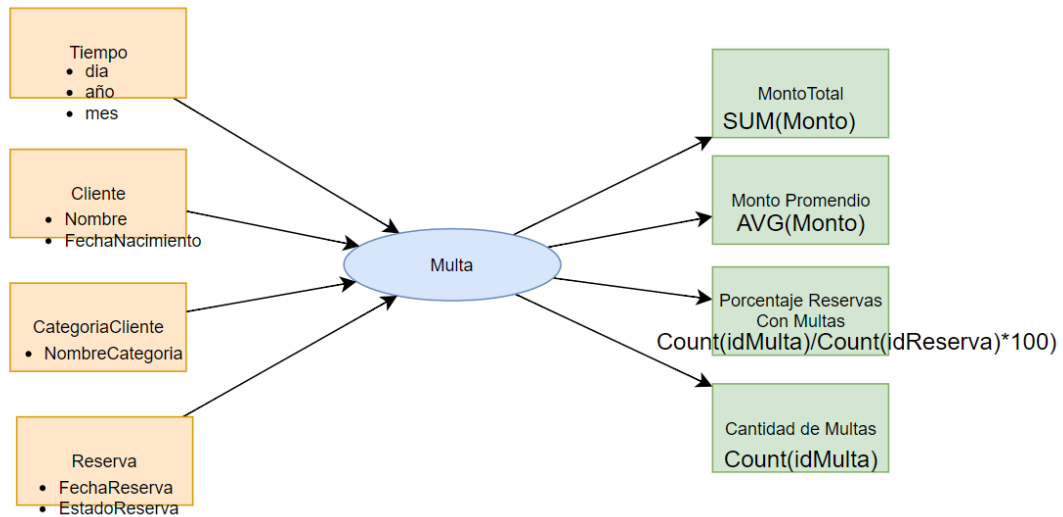 Tiempo
dia
año
mes
Cliente
Nombre
FechaNacimiento
CategoriaCliente
NombreCategoria
Reserva
FechaReserva
EstadoReserva
Multa
MontoTotal
SUM(Monto)
Monto Promendio
AVG(Monto)
Porcentaje Reservas
Con Multas
Count(idMulta)/Count(idReserva)*100)
Cantidad de Multas
Count(idMulta)